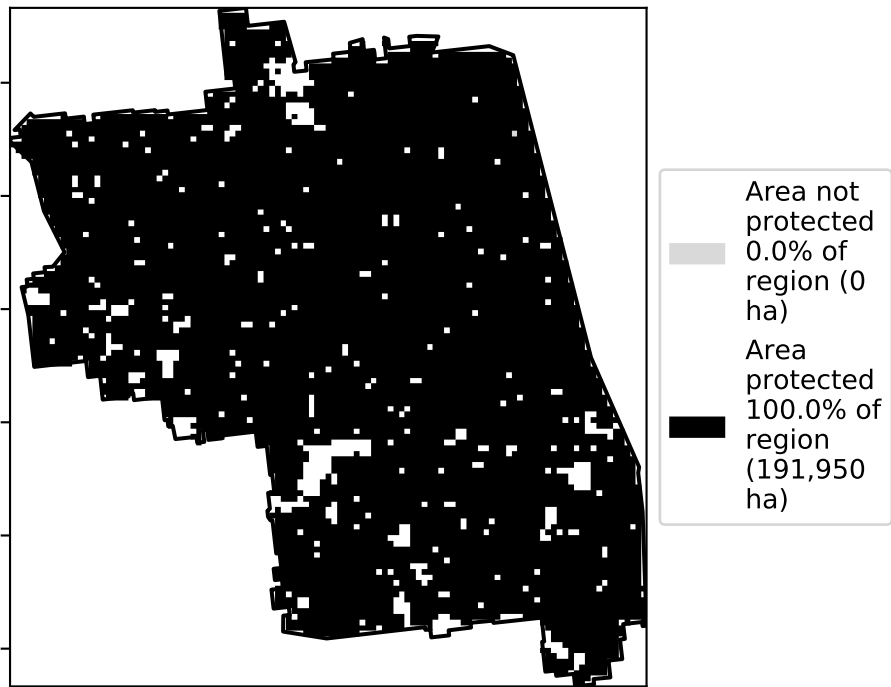 Area not
protected
0.0% of
region (0
ha)
Area
protected
100.0% of
region
(191,950
ha)